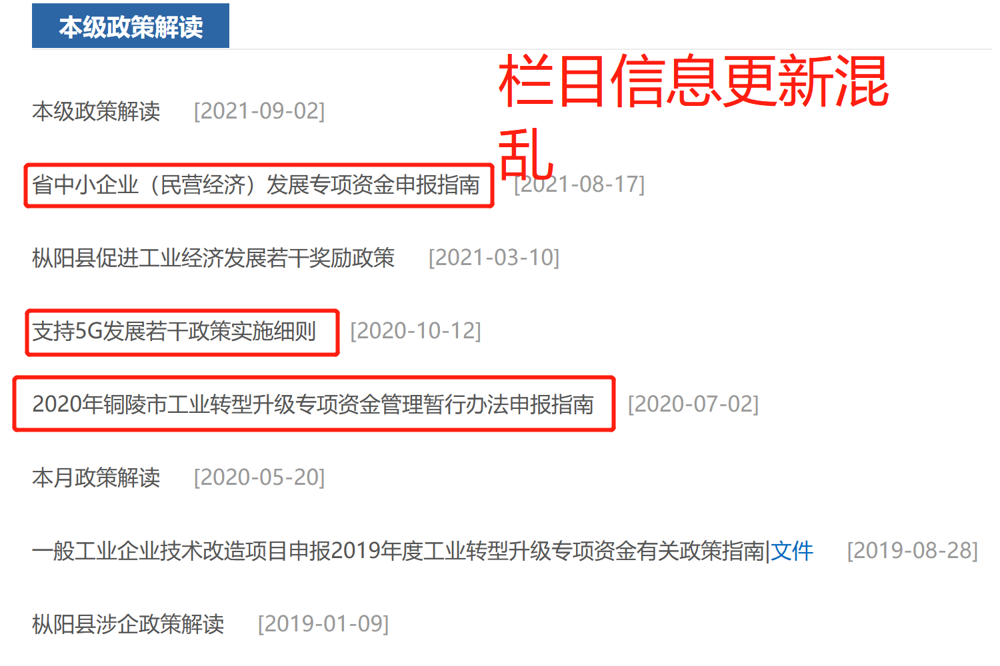 本级政策解读
栏目信息更新混
乱
本级政策解读 [2021-09-02]
省中小企业（民营经济）发展专项资金申报指南 [2021-08-17]
枞阳县促进工业经济发展若干奖励政策 [2021-03-10]
支持5G发展若干政策实施细则 [2020-10-12]
2020年铜陵市工业转型升级专项资金管理暂行办法申报指南 [2020-07-02]
本月政策解读 [2020-05-20]
一般工业企业技术改造项目申报2019年度工业转型升级专项资金有关政策指南|文件 [2019-08-28]
枞阳县涉企政策解读 [2019-01-09]